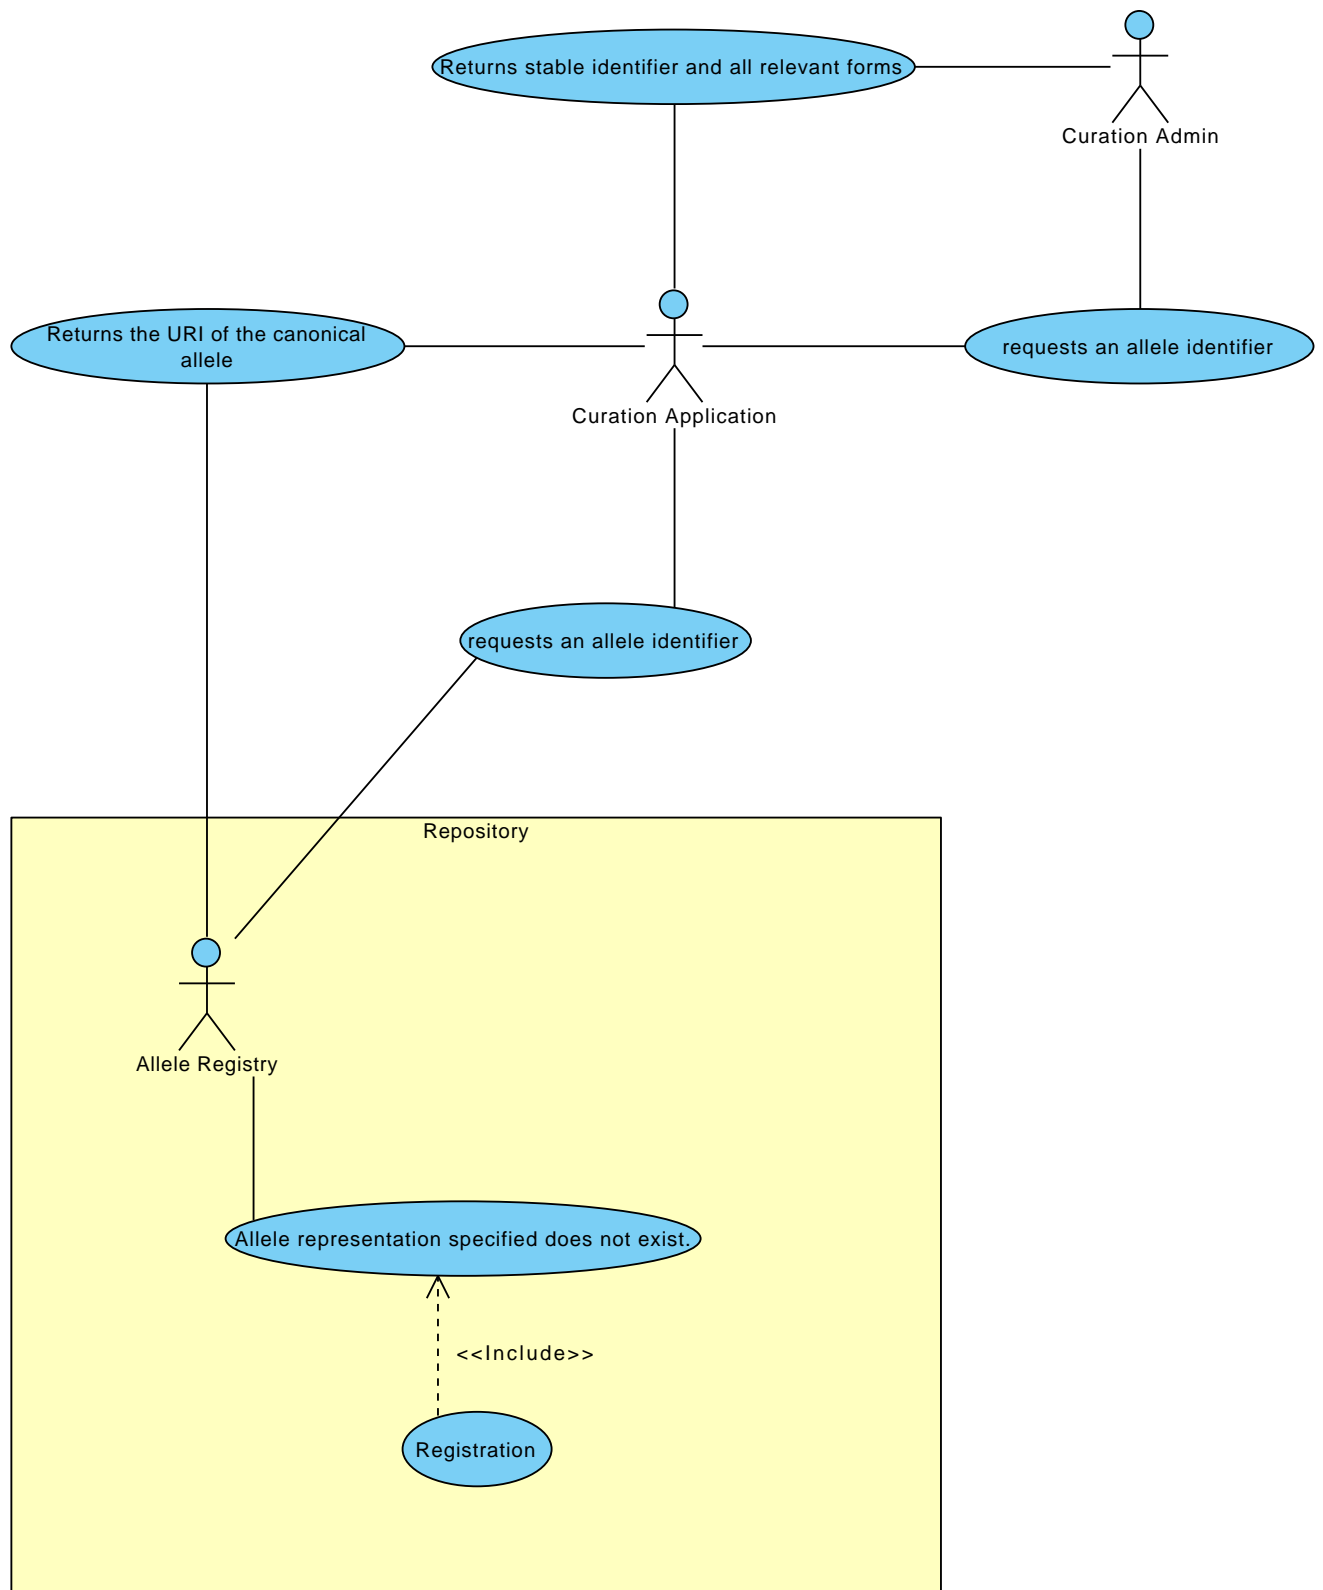 Returns stable identifier and all relevant forms
Curation Admin
Returns the URI of the canonical
allele
requests an allele identifier
Curation Application
requests an allele identifier
Repository
Allele Registry
Allele representation specified does not exist.
<<Include>>
Registration